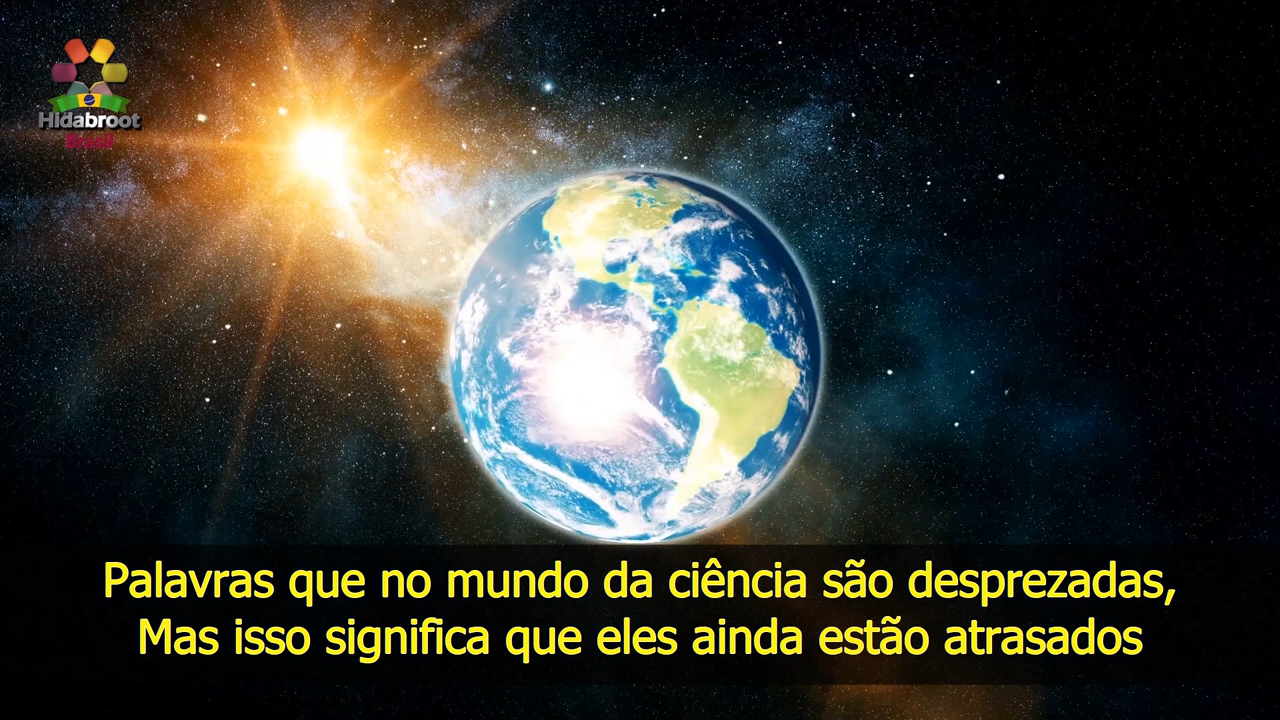 Hidabroot
Brasil
Palavras que no mundo da ciência são desprezadas,
Mas isso significa que eles ainda estão atrasados